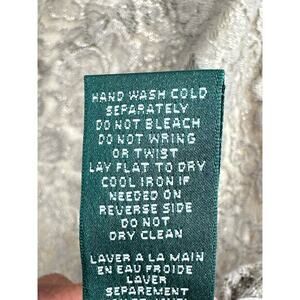 HAND WASH COLD
SEPARATELY
DO NOT BLEACH
DO NOT WRING
OR TWIST
LAY FLAT TO DRY
COOL IRON IF
NEEDED ON
REVERSE SIDE
DO NOT
DRY CLEAN
LAVER A LA MAIN
EN EAU FROIDE
LAVER
SEPAREMENT